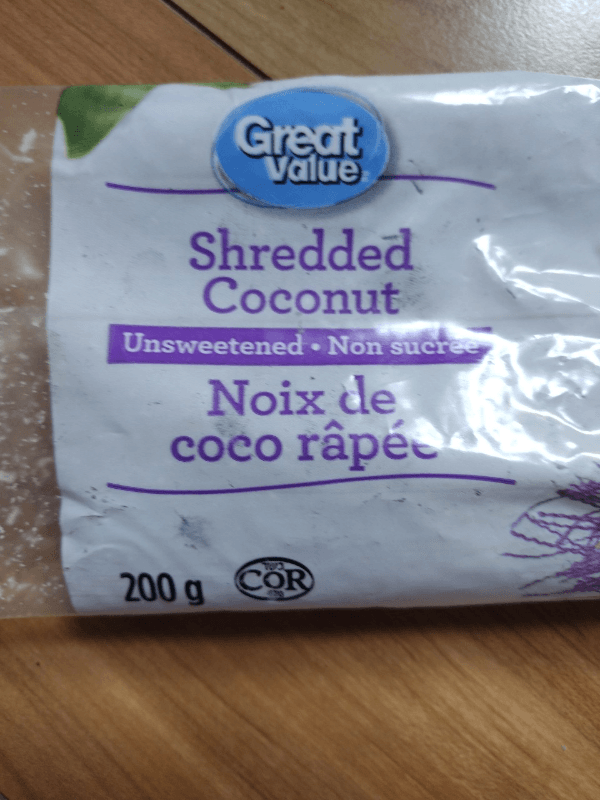 Great
Value
Shredded
Coconut
Unsweetened • Non sucrée
Noix de
coco râpée
200 g
COR